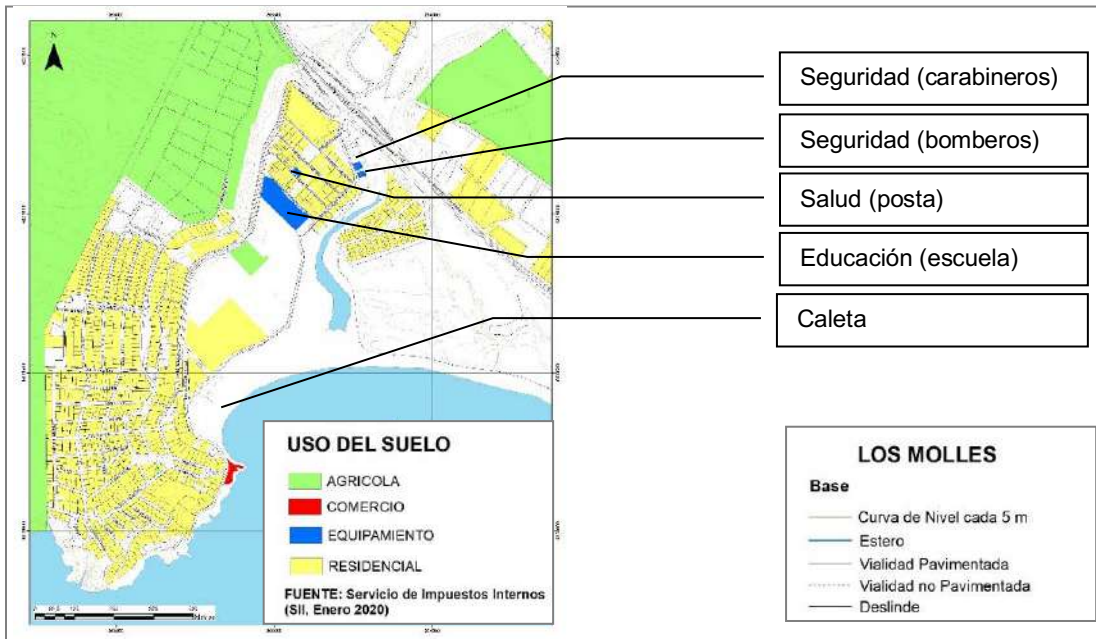 N
Seguridad (carabineros)
Seguridad (bomberos)
Salud (posta)
Educación (escuela)
Caleta
USO DEL SUELO
AGRICOLA
COMERCIO
EQUIPAMIENTO
RESIDENCIAL
FUENTE: Servicio de Impuestos Internos
(SII, Enero 2020)
LOS MOLLES
Base
Curva de Nivel cada 5 m
Estero
Vialidad Pavimentada
Vialidad no Pavimentada
Deslinde